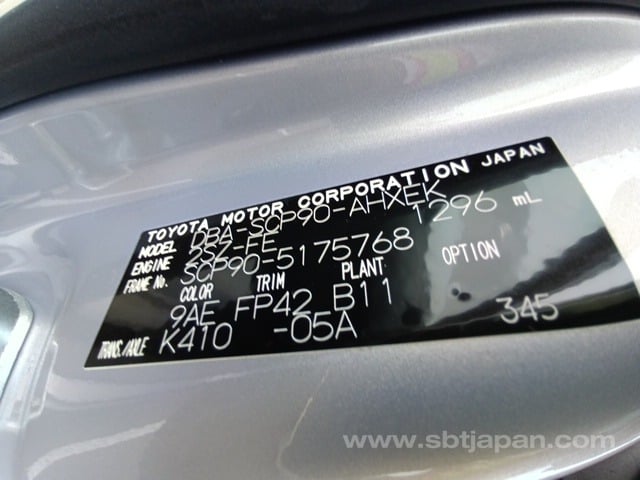 TOYOTA MOTOR CORPORATION JAPAN
MODEL DBA-SCP90-AHXEK
ENGINE 2SZ-FE 1296 mL
FRAME No. SCP90-5175768
COLOR TRIM PLANT OPTION
9AE FP42 B11
TRANS./AXLE K410 -05A 345
www.sbtjapan.com